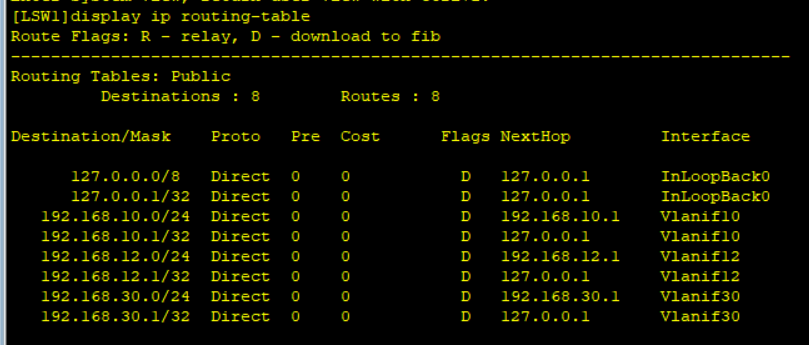 [LSW1]display ip routing-table
Route Flags: R - relay, D - download to fib
------------------------------------------------------------------------------
Routing Tables: Public
Destinations : 8 Routes : 8
Destination/Mask Proto Pre Cost Flags NextHop Interface
127.0.0.0/8 Direct 0 0 D 127.0.0.1 InLoopBack0
127.0.0.1/32 Direct 0 0 D 127.0.0.1 InLoopBack0
192.168.10.0/24 Direct 0 0 D 192.168.10.1 Vlanif10
192.168.10.1/32 Direct 0 0 D 127.0.0.1 Vlanif10
192.168.12.0/24 Direct 0 0 D 192.168.12.1 Vlanif12
192.168.12.1/32 Direct 0 0 D 127.0.0.1 Vlanif12
192.168.30.0/24 Direct 0 0 D 192.168.30.1 Vlanif30
192.168.30.1/32 Direct 0 0 D 127.0.0.1 Vlanif30